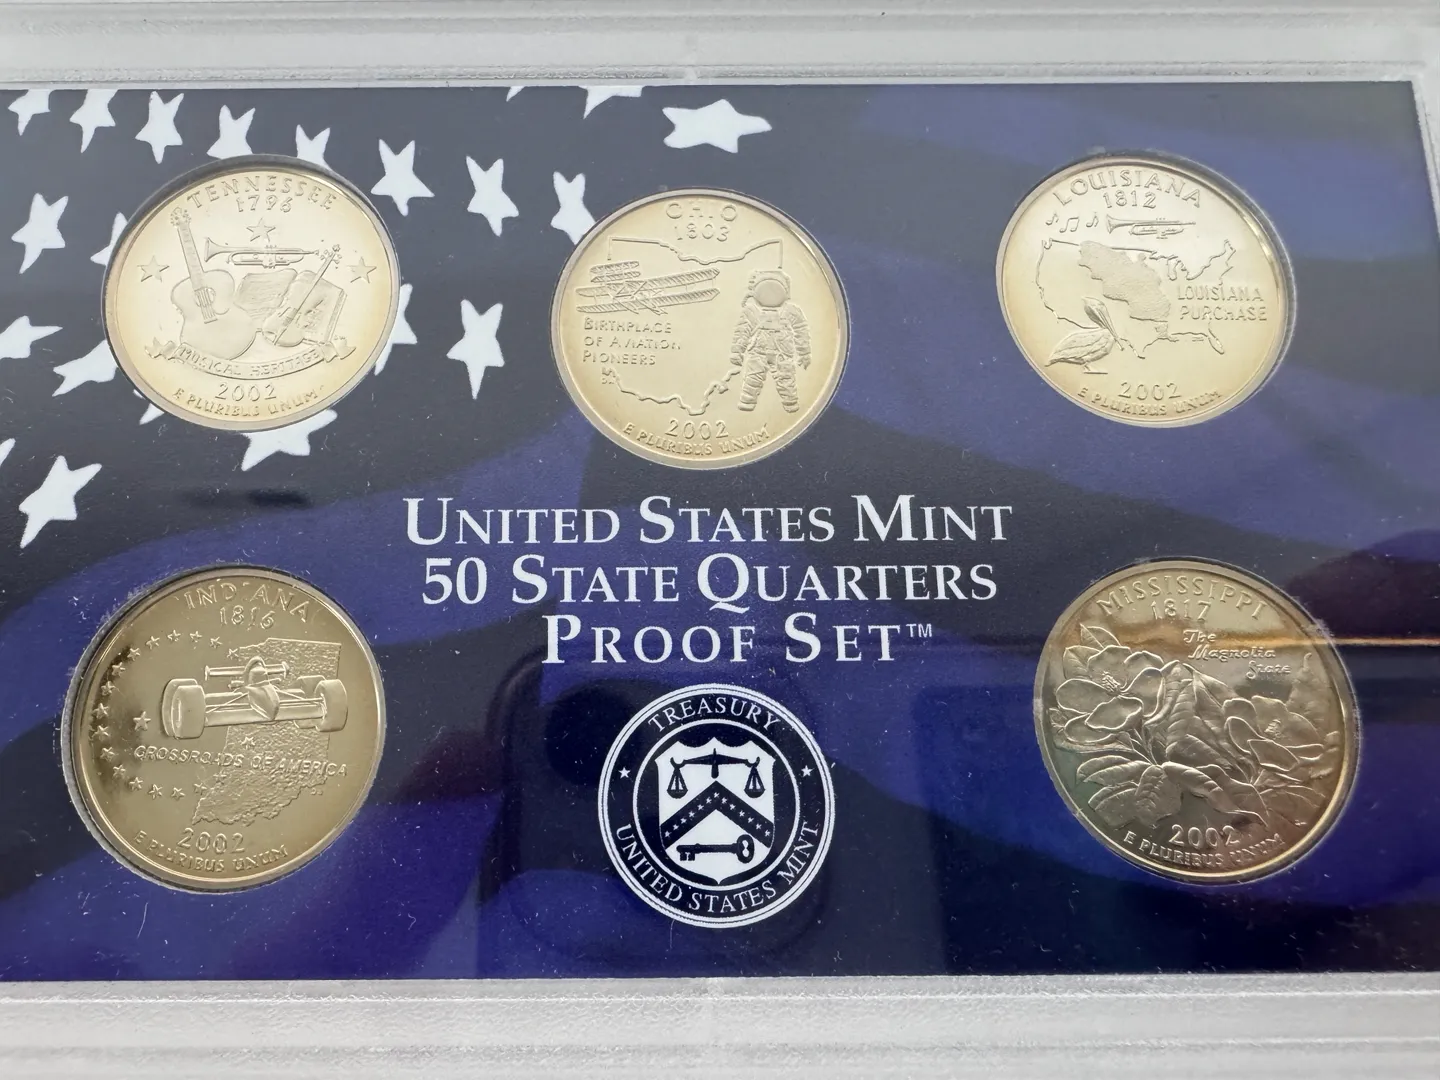 TENNESSEE
1796
MUSICAL HERITAGE
2002
E PLURIBUS UNUM
OHIO
1803
BIRTHPLACE
OF AVIATION
PIONEERS
2002
E PLURIBUS UNUM
LOUISIANA
1812
LOUISIANA
PURCHASE
2002
E PLURIBUS UNUM
UNITED STATES MINT
50 STATE QUARTERS
PROOF SET™
INDIANA
1816
CROSSROADS OF AMERICA
2002
E PLURIBUS UNUM
TREASURY
UNITED STATES MINT
MISSISSIPPI
1817
The
Magnolia
State
2002
E PLURIBUS UNUM